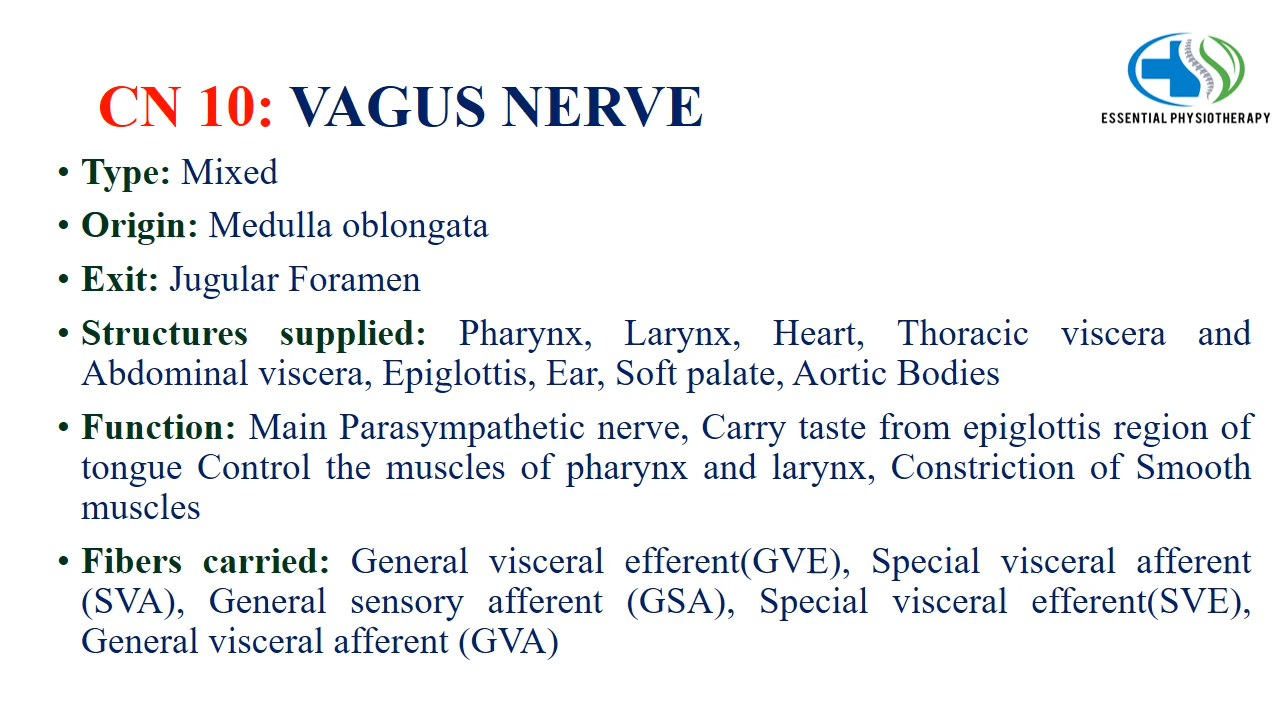 ESSENTIAL PHYSIOTHERAPY
CN 10: VAGUS NERVE
• Type: Mixed
• Origin: Medulla oblongata
• Exit: Jugular Foramen
• Structures supplied: Pharynx, Larynx, Heart, Thoracic viscera and
Abdominal viscera, Epiglottis, Ear, Soft palate, Aortic Bodies
• Function: Main Parasympathetic nerve, Carry taste from epiglottis region of
tongue Control the muscles of pharynx and larynx, Constriction of Smooth
muscles
• Fibers carried: General visceral efferent(GVE), Special visceral afferent
(SVA), General sensory afferent (GSA), Special visceral efferent(SVE),
General visceral afferent (GVA)